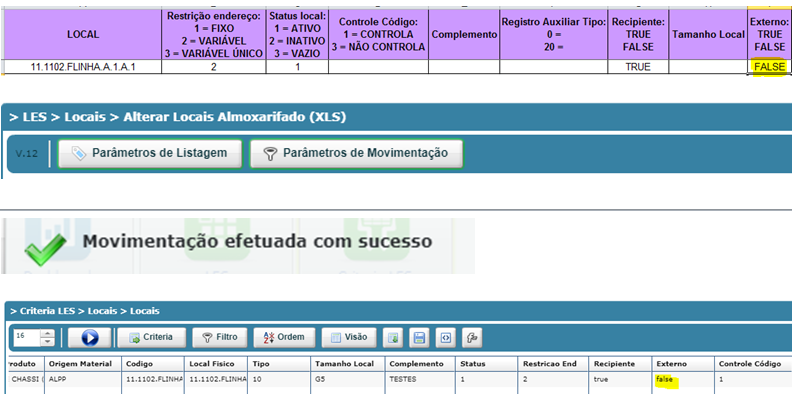 LOCAL
Restrição endereço:
1 = FIXO
2 = VARIÁVEL
3 = VARIÁVEL ÚNICO
Status local:
1 = ATIVO
2 = INATIVO
3 = VAZIO
Controle Código:
1 = CONTROLA
3 = NÃO CONTROLA
Complemento
Registro Auxiliar Tipo:
0 =
20 =
Recipiente:
TRUE
FALSE
Tamanho Local
Externo:
TRUE
FALSE
11.1102.FLINHA.A.1.A.1 2 1 TRUE FALSE
> LES > Locais > Alterar Locais Almoxarifado (XLS)
V.12 Parâmetros de Listagem Parâmetros de Movimentação
Movimentação efetuada com sucesso
> Criteria LES > Locais > Locais
16 Criteria Filtro Ordem Visão
roduto Origem Material Codigo Local Fisico Tipo Tamanho Local Complemento Status Restricao End Recipiente Externo Controle Código
CHASSI ( ALPP 11.1102.FLINHA 11.1102.FLINHA 10 G5 TESTES 1 2 true false 1